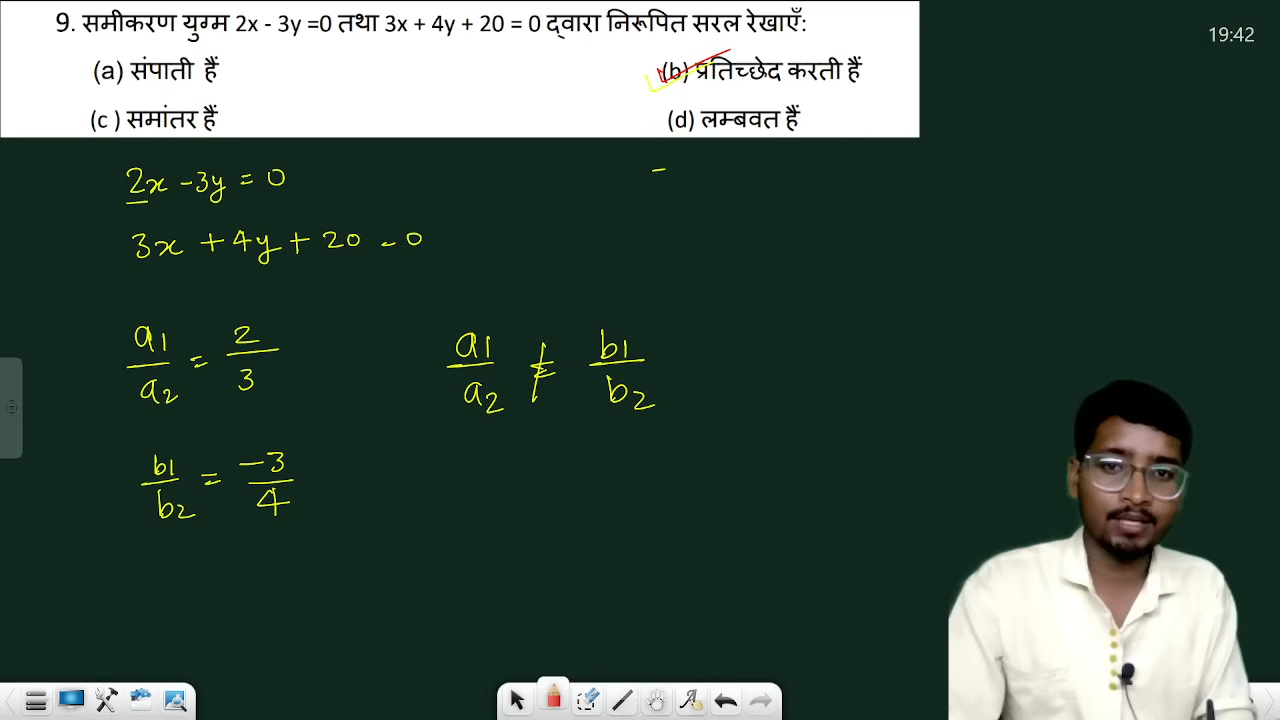 9. समीकरण युग्म 2x - 3y =0 तथा 3x + 4y + 20 = 0 द्वारा निरूपित सरल रेखाएँ:
19:42
(a) संपाती हैं
(b) प्रतिच्छेद करती हैं
(c ) समांतर हैं
(d) लम्बवत हैं
2x - 3y = 0
3x + 4y + 20 = 0
a1/a2 = 2/3
a1/a2 ≠ b1/b2
b1/b2 = -3/4